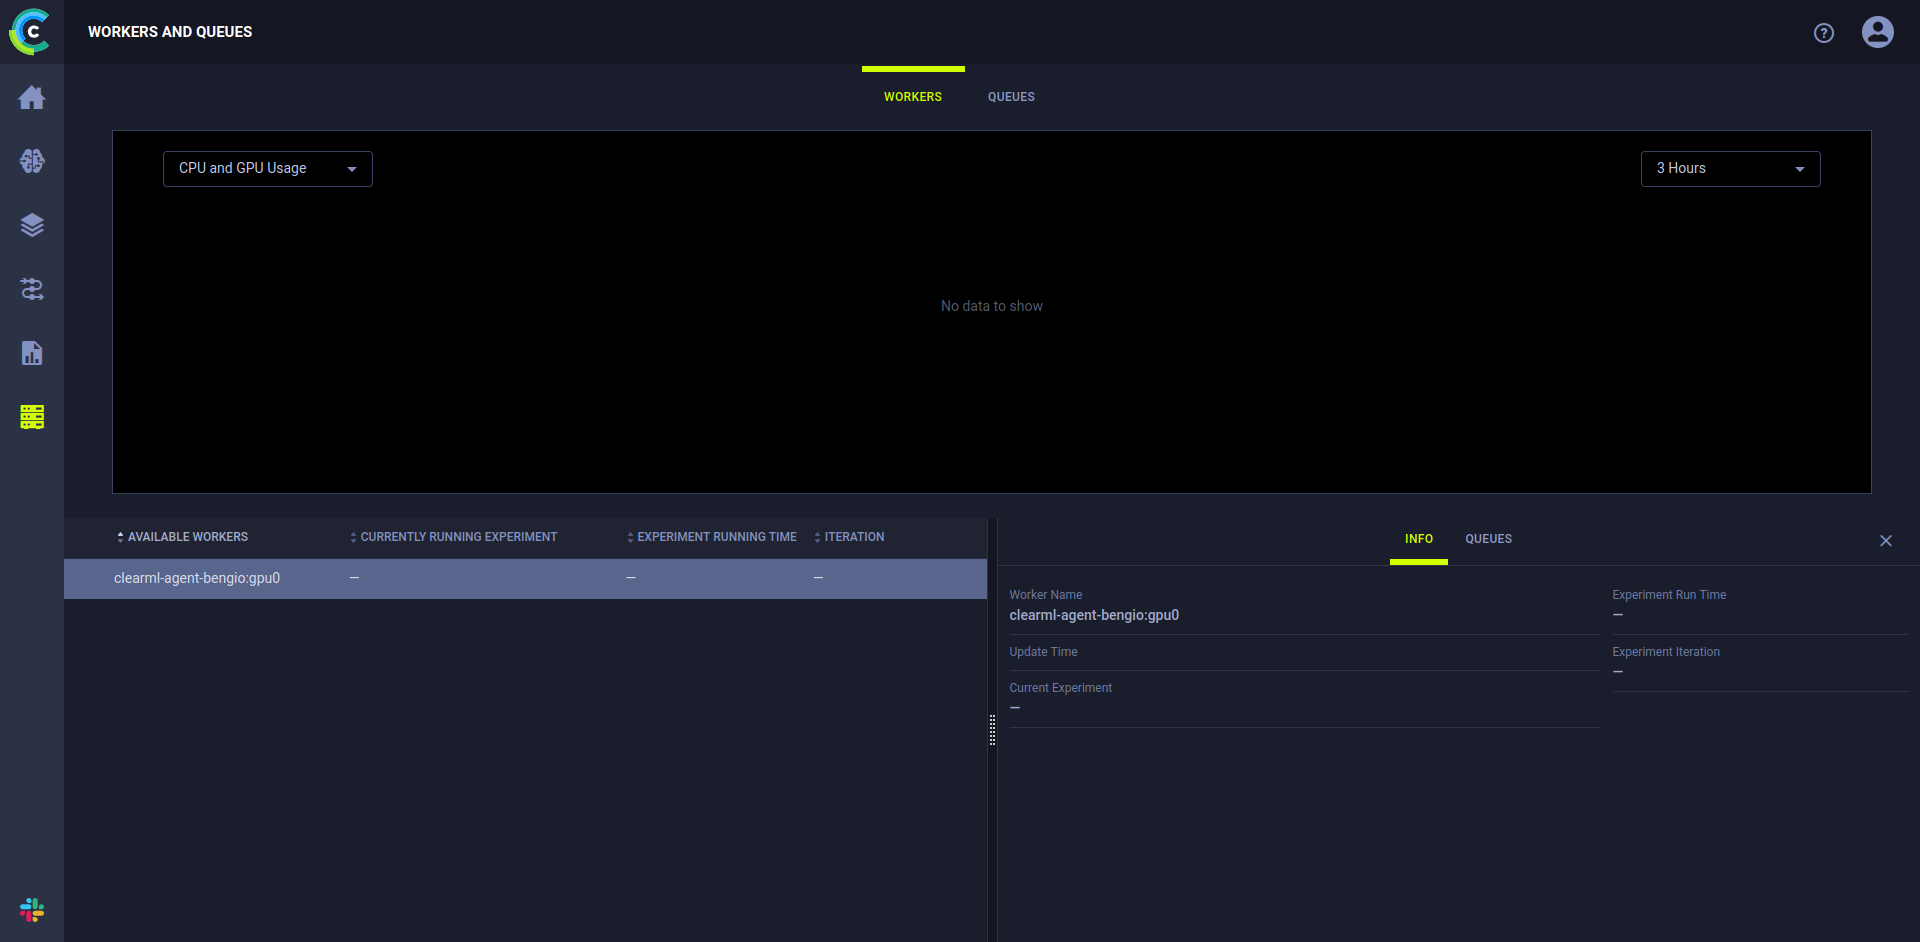 WORKERS AND QUEUES
WORKERS
QUEUES
CPU and GPU Usage
3 Hours
No data to show
AVAILABLE WORKERS
CURRENTLY RUNNING EXPERIMENT
EXPERIMENT RUNNING TIME
ITERATION
clearml-agent-bengio:gpu0
—
—
—
INFO
QUEUES
Worker Name
clearml-agent-bengio:gpu0
Update Time
Current Experiment
—
Experiment Run Time
—
Experiment Iteration
—